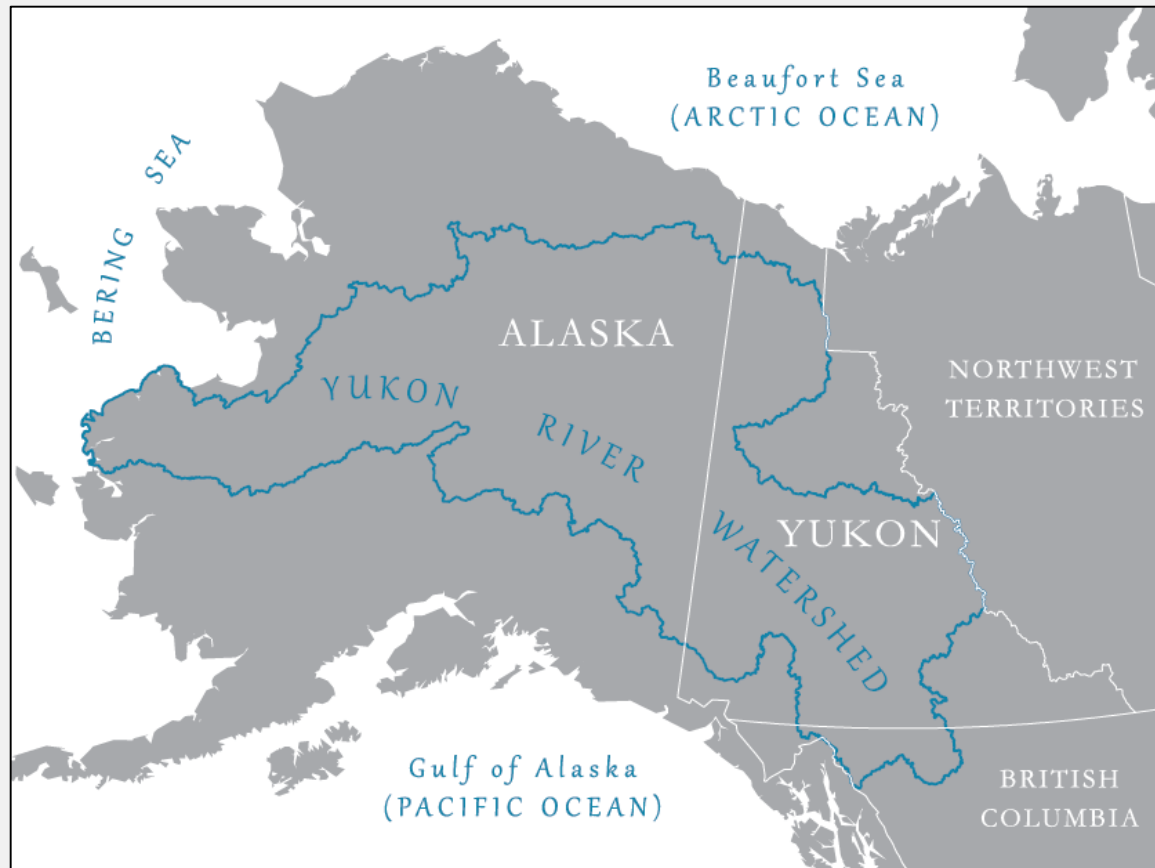 Beaufort Sea
(ARCTIC OCEAN)
BERING SEA
ALASKA
NORTHWEST
TERRITORIES
YUKON RIVER WATERSHED
YUKON
Gulf of Alaska
(PACIFIC OCEAN)
BRITISH
COLUMBIA